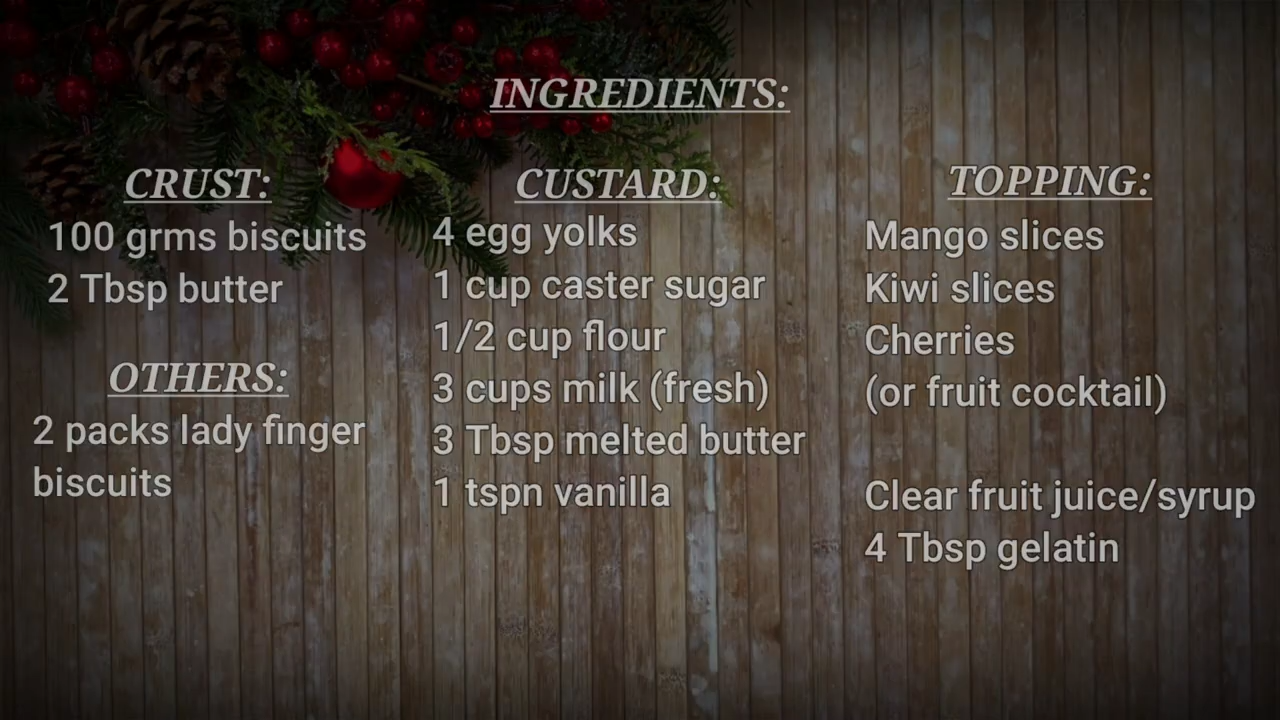 INGREDIENTS:
CRUST:
100 grms biscuits
2 Tbsp butter
OTHERS:
2 packs lady finger
biscuits
CUSTARD:
4 egg yolks
1 cup caster sugar
1/2 cup flour
3 cups milk (fresh)
3 Tbsp melted butter
1 tspn vanilla
TOPPING:
Mango slices
Kiwi slices
Cherries
(or fruit cocktail)
Clear fruit juice/syrup
4 Tbsp gelatin